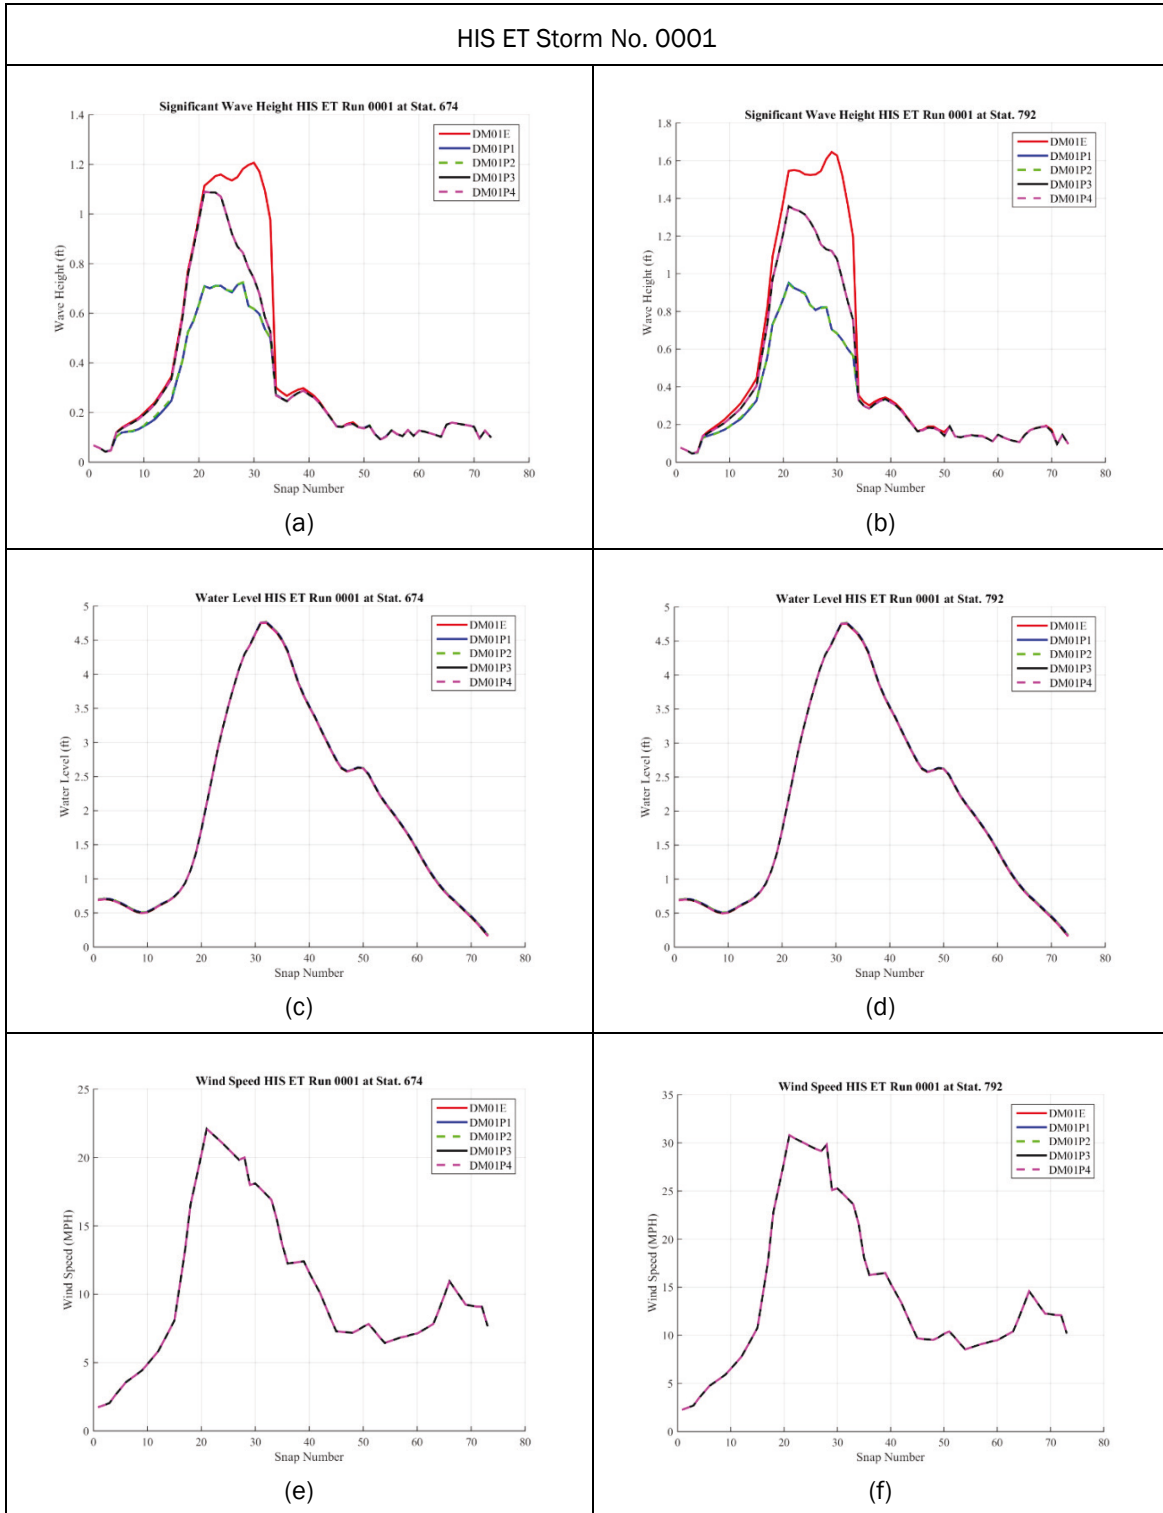 HIS ET Storm No. 0001
Significant Wave Height HIS ET Run 0001 at Stat. 674
1.4
1.2
1
0.8
0.6
0.4
0.2
0
Wave Height (ft)
DM01E
DM01P1
DM01P2
DM01P3
DM01P4
0 10 20 30 40 50 60 70 80
Snap Number
(a)
Significant Wave Height HIS ET Run 0001 at Stat. 792
1.8
1.6
1.4
1.2
1
0.8
0.6
0.4
0.2
0
Wave Height (ft)
DM01E
DM01P1
DM01P2
DM01P3
DM01P4
0 10 20 30 40 50 60 70 80
Snap Number
(b)
Water Level HIS ET Run 0001 at Stat. 674
5
4.5
4
3.5
3
2.5
2
1.5
1
0.5
0
Water Level (ft)
DM01E
DM01P1
DM01P2
DM01P3
DM01P4
0 10 20 30 40 50 60 70 80
Snap Number
(c)
Water Level HIS ET Run 0001 at Stat. 792
5
4.5
4
3.5
3
2.5
2
1.5
1
0.5
0
Water Level (ft)
DM01E
DM01P1
DM01P2
DM01P3
DM01P4
0 10 20 30 40 50 60 70 80
Snap Number
(d)
Wind Speed HIS ET Run 0001 at Stat. 674
25
20
15
10
5
0
Wind Speed (MPH)
DM01E
DM01P1
DM01P2
DM01P3
DM01P4
0 10 20 30 40 50 60 70 80
Snap Number
(e)
Wind Speed HIS ET Run 0001 at Stat. 792
35
30
25
20
15
10
5
0
Wind Speed (MPH)
DM01E
DM01P1
DM01P2
DM01P3
DM01P4
0 10 20 30 40 50 60 70 80
Snap Number
(f)